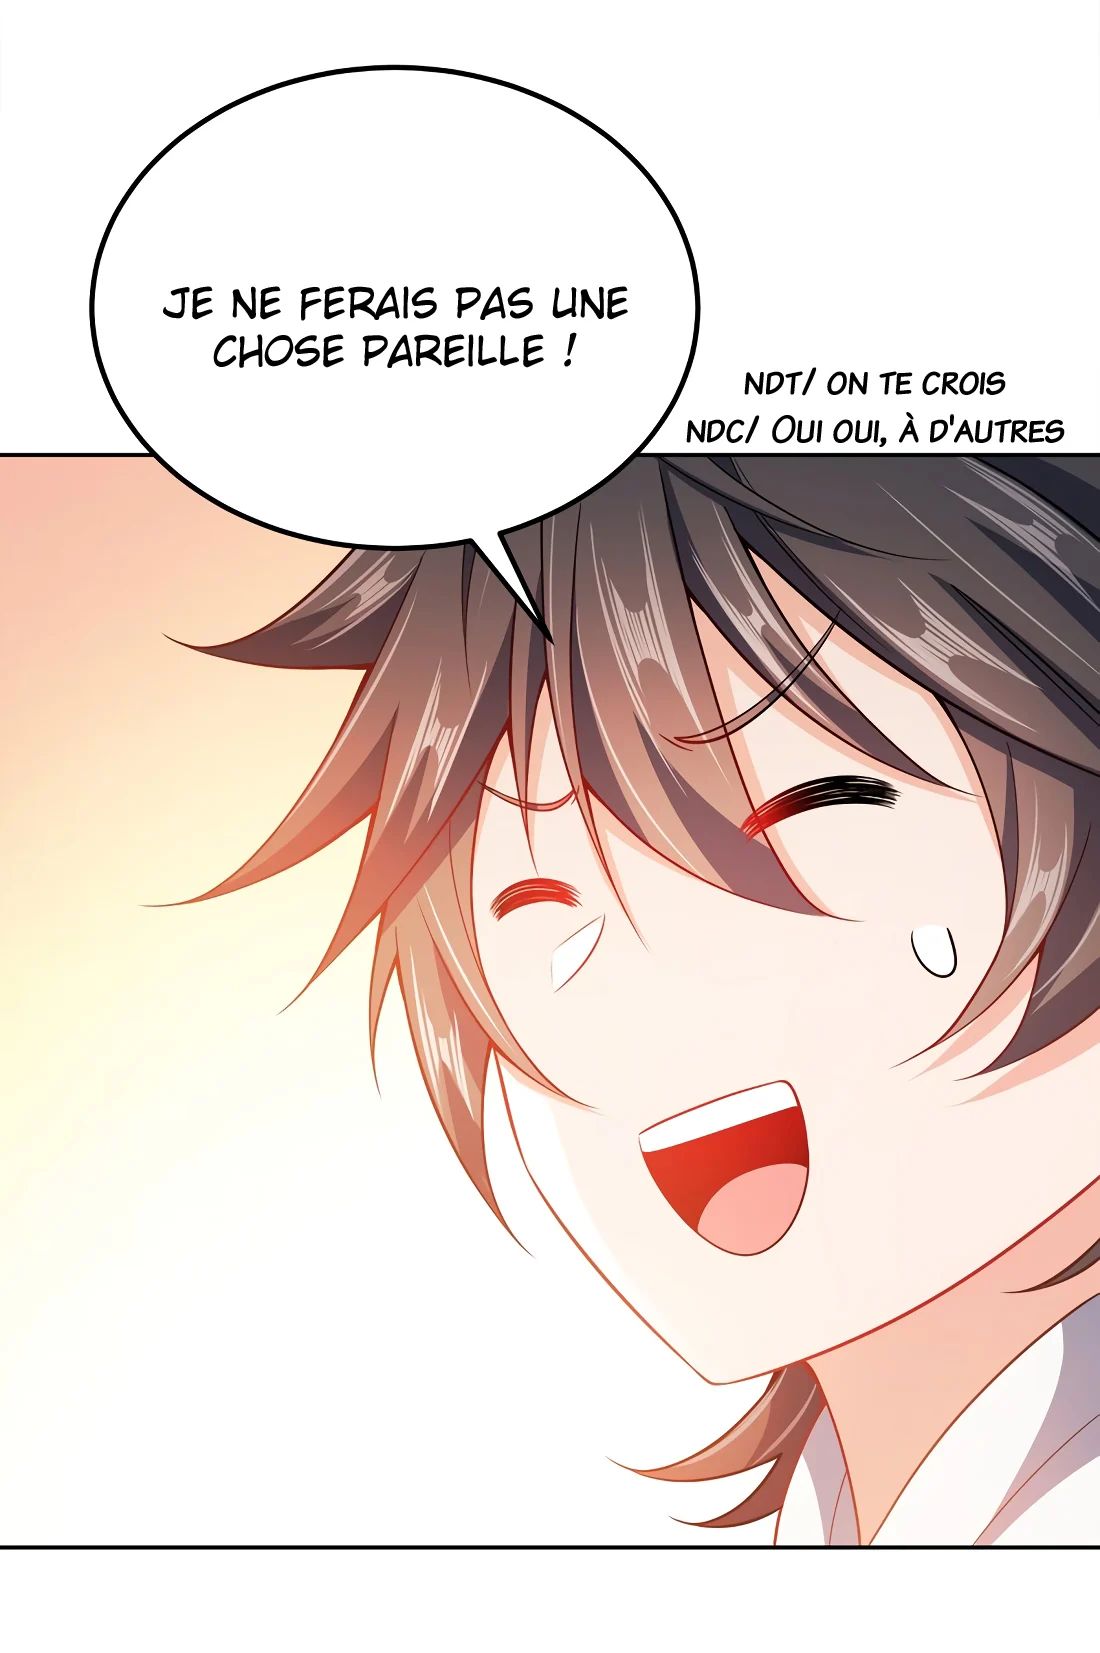 JE NE FERAIS PAS UNE
CHOSE PAREILLE !
NDT/ ON TE CROIS
NDC/ OUI OUI, À D'AUTRES